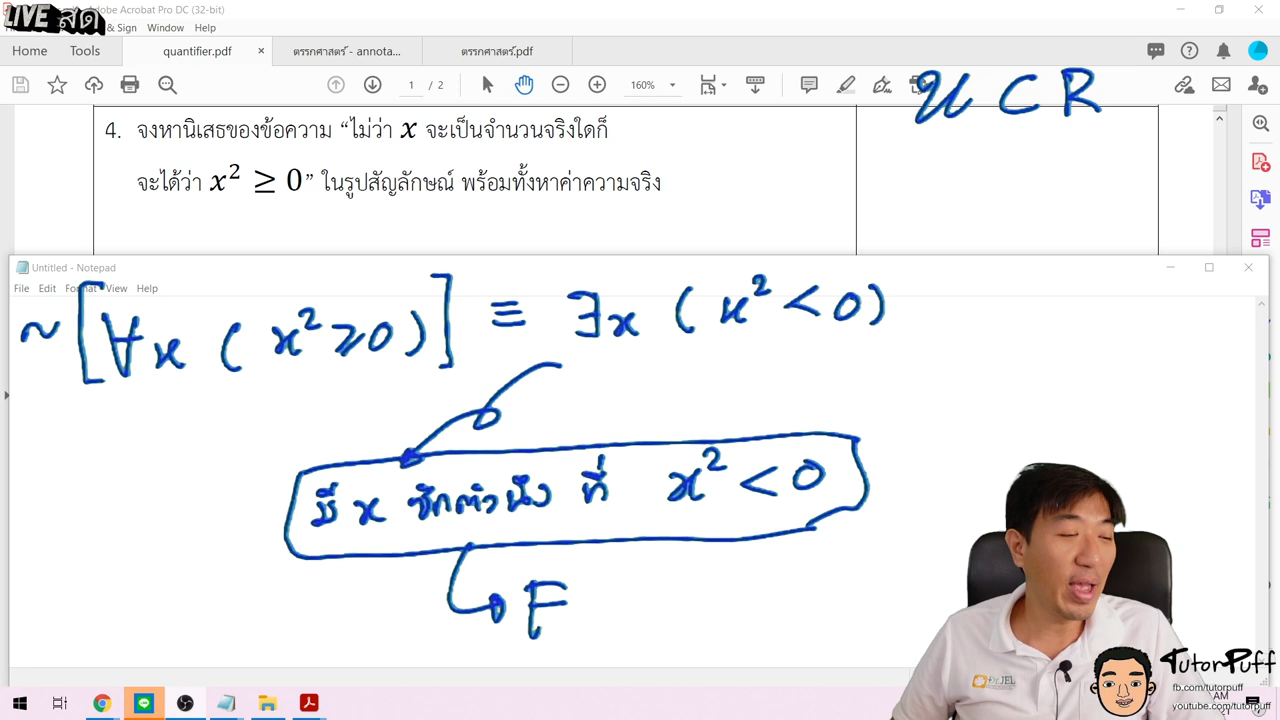 LIVE สด
Adobe Acrobat Pro DC (32-bit)
& Sign Window Help
Home Tools quantifier.pdf × ตรรกศาสตร์ - annota... ตรรกศาสตร์.pdf
1 / 2 160%
𝒰 ⊂ R
4. จงหานิเสธของข้อความ “ไม่ว่า x จะเป็นจำนวนจริงใดก็
จะได้ว่า x² ≥ 0” ในรูปสัญลักษณ์ พร้อมทั้งหาค่าความจริง
Untitled - Notepad
File Edit Format View Help
~[∀x (x² ≥ 0)] ≡ ∃x (x² < 0)
มี x ซักตัวนึง ที่ x² < 0
F
Dr.JEL
TUTORPUFF
fb.com/tutorpuff
AM
youtube.com/tutorpuff